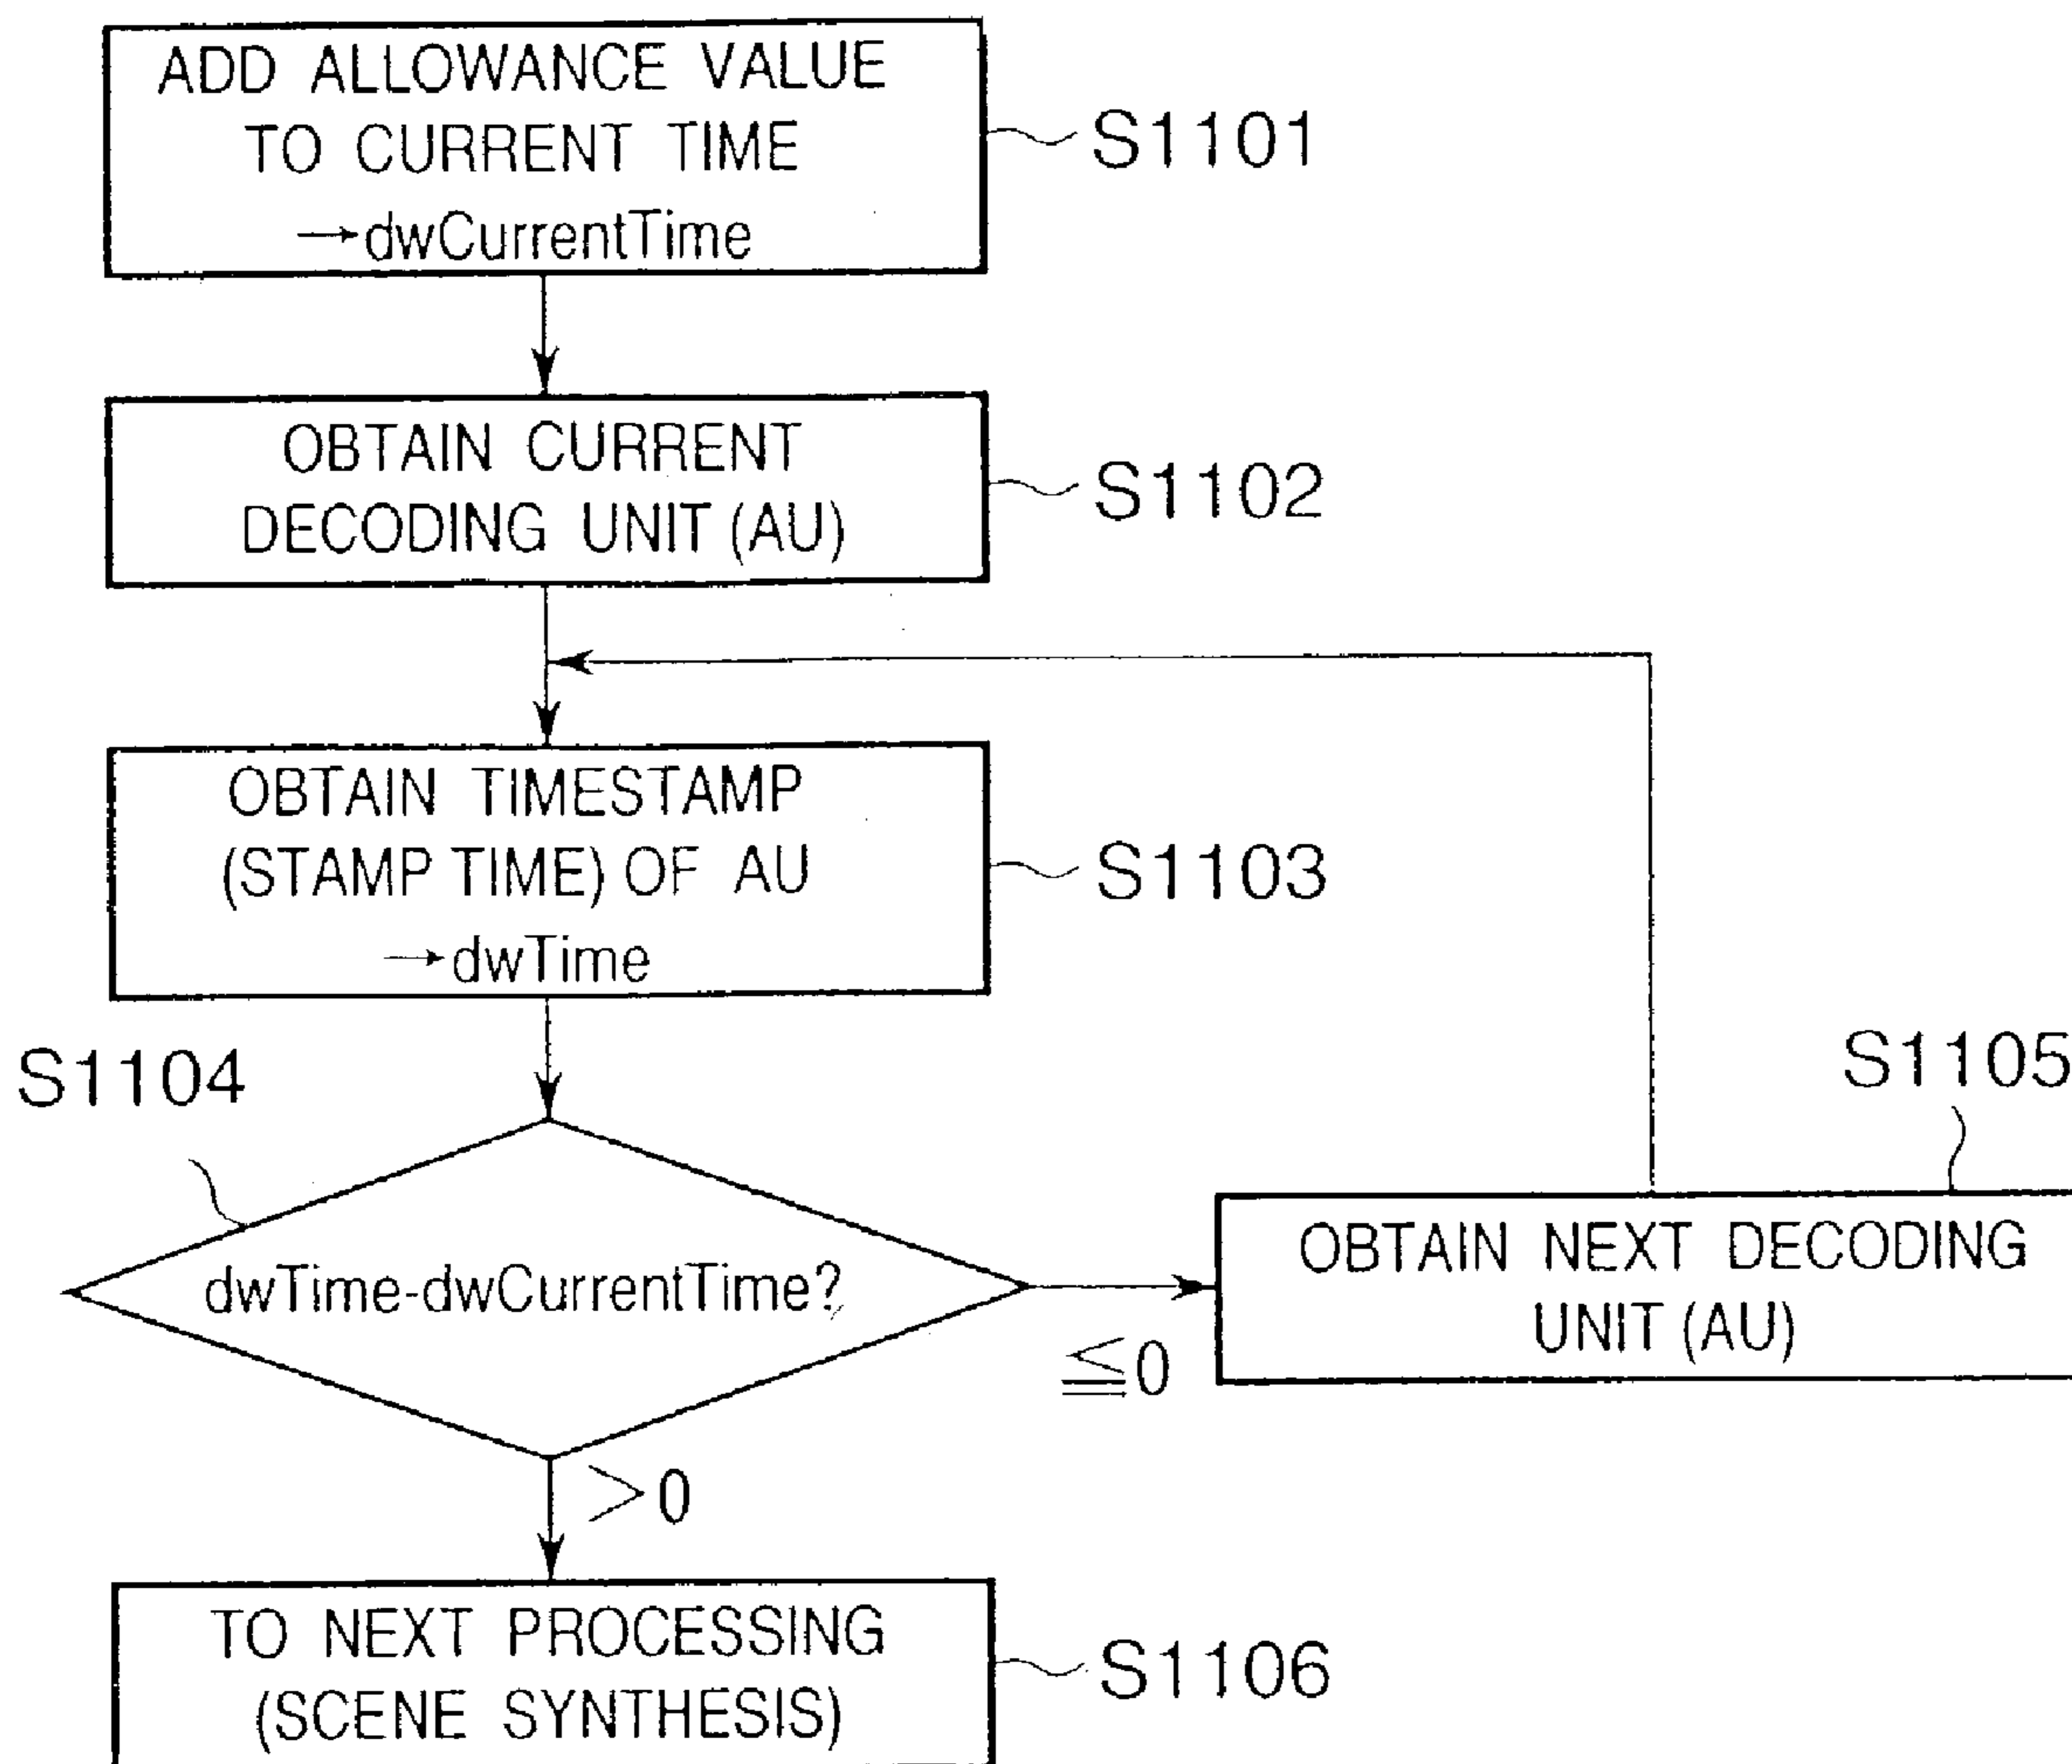 ADD ALLOWANCE VALUE
TO CURRENT TIME
→dwCurrentTime
S1101
OBTAIN CURRENT
DECODING UNIT (AU)
S1102
OBTAIN TIMESTAMP
(STAMP TIME) OF AU
→dwTime
S1103
S1104
dwTime-dwCurrentTime?
≦0
S1105
OBTAIN NEXT DECODING
UNIT (AU)
>0
TO NEXT PROCESSING
(SCENE SYNTHESIS)
S1106